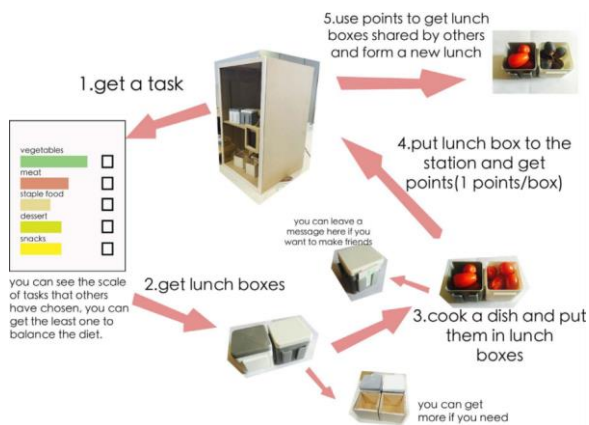 5.use points to get lunch
boxes shared by others
and form a new lunch
1.get a task
vegetables
meat
staple food
dessert
snacks
4.put lunch box to the
station and get
points(1 points/box)
you can leave a
message here if you
want to make friends
you can see the scale
of tasks that others
have chosen, you can
get the least one to
balance the diet.
2.get lunch boxes
3.cook a dish and put
them in lunch
boxes
you can get
more if you need